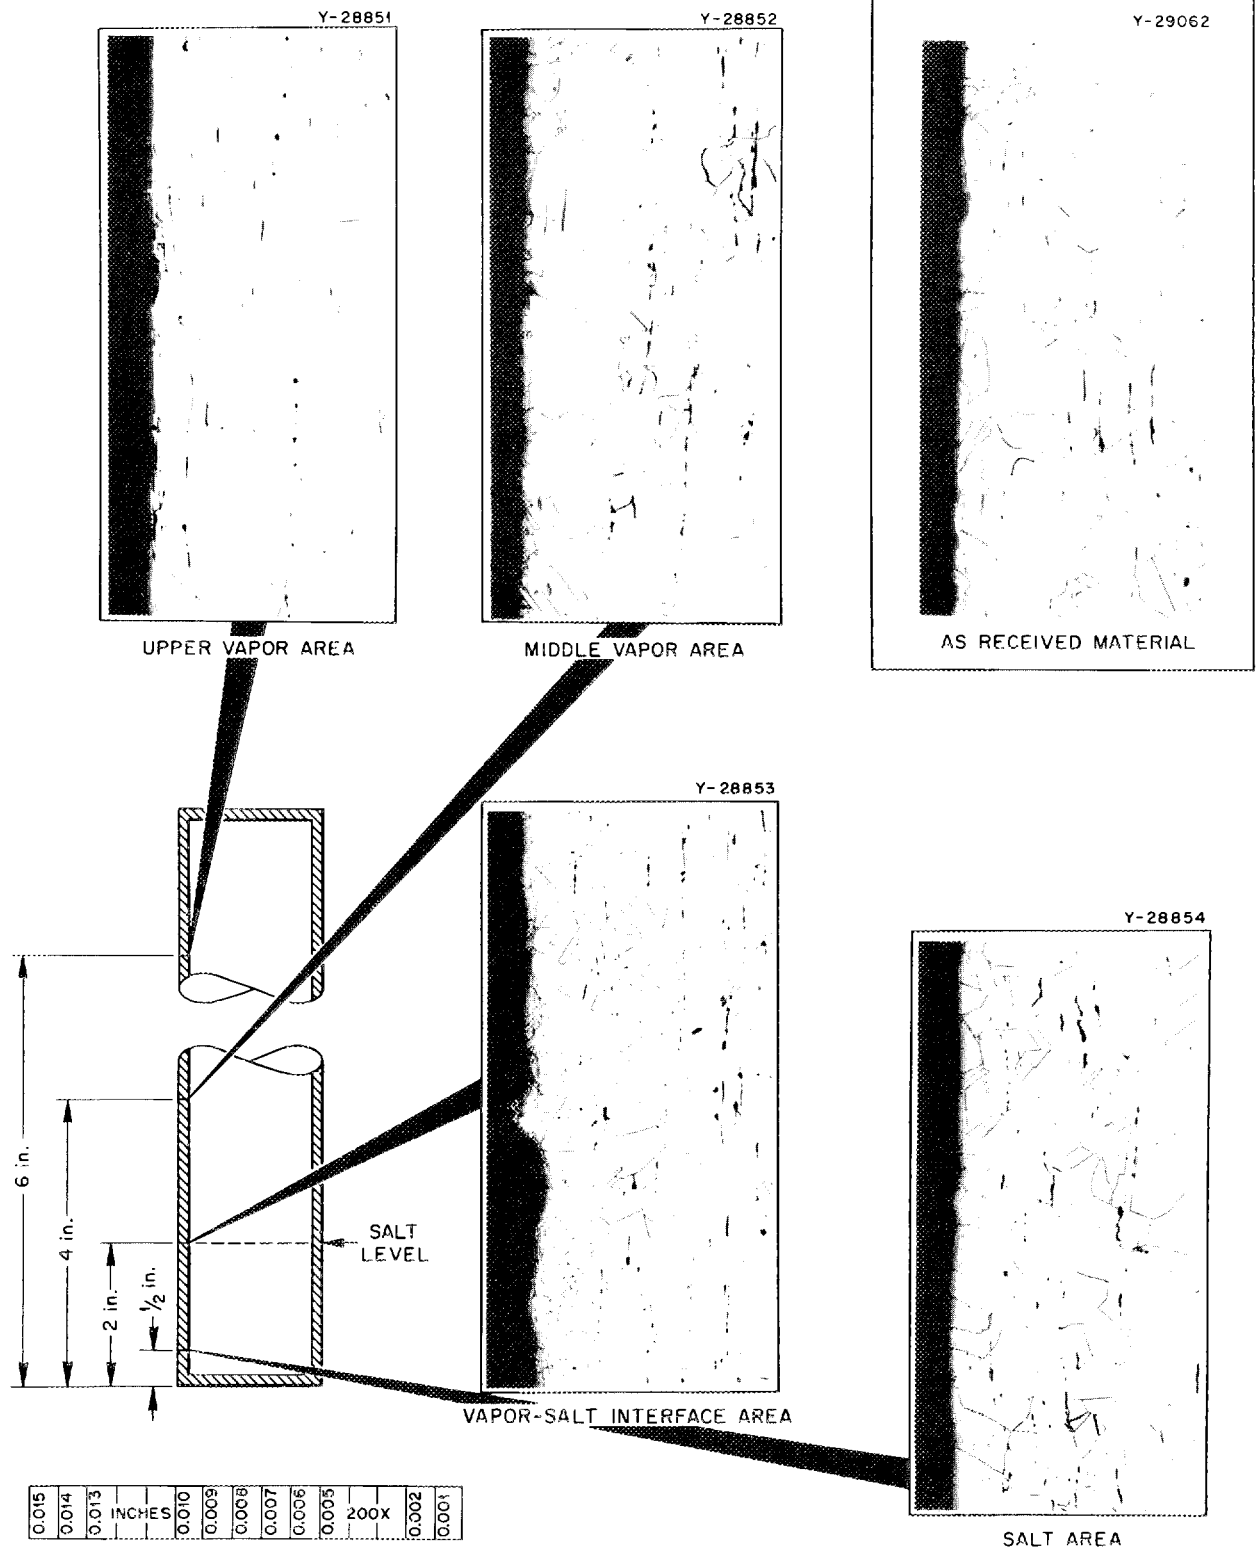 Y-28851
Y-28852
Y-29062
UPPER VAPOR AREA
MIDDLE VAPOR AREA
AS RECEIVED MATERIAL
Y-28853
Y-28854
6 in.
4 in.
2 in.
1/2 in.
SALT
LEVEL
VAPOR-SALT INTERFACE AREA
0.015
0.014
0.013
INCHES
0.010
0.009
0.008
0.007
0.006
0.005
200X
0.002
0.001
SALT AREA